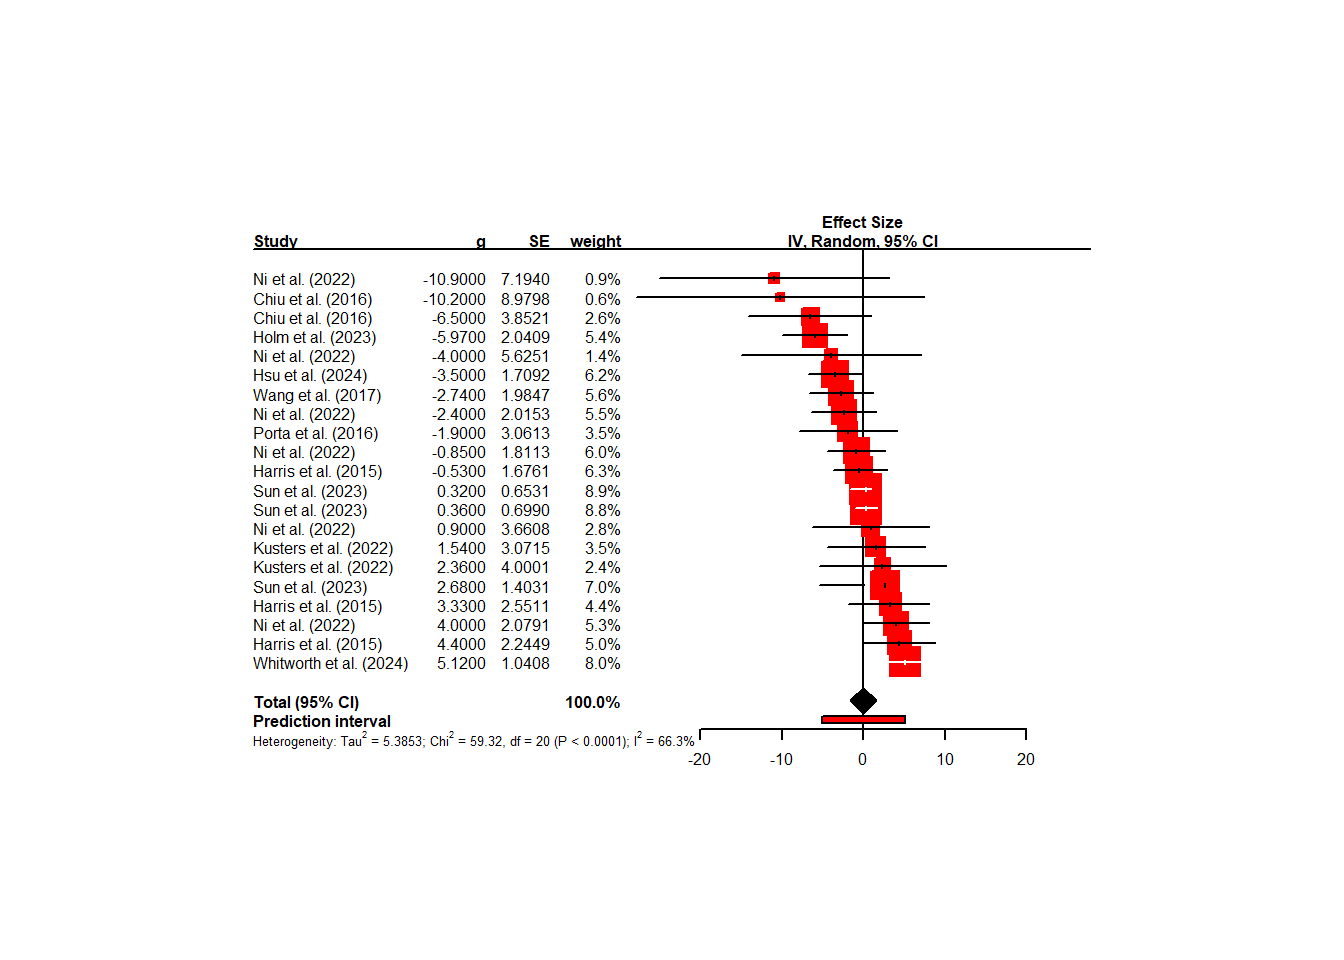 Effect Size
Study g SE weight IV, Random, 95% CI
Ni et al. (2022) -10.9000 7.1940 0.9%
Chiu et al. (2016) -10.2000 8.9798 0.6%
Chiu et al. (2016) -6.5000 3.8521 2.6%
Holm et al. (2023) -5.9700 2.0409 5.4%
Ni et al. (2022) -4.0000 5.6251 1.4%
Hsu et al. (2024) -3.5000 1.7092 6.2%
Wang et al. (2017) -2.7400 1.9847 5.6%
Ni et al. (2022) -2.4000 2.0153 5.5%
Porta et al. (2016) -1.9000 3.0613 3.5%
Ni et al. (2022) -0.8500 1.8113 6.0%
Harris et al. (2015) -0.5300 1.6761 6.3%
Sun et al. (2023) 0.3200 0.6531 8.9%
Sun et al. (2023) 0.3600 0.6990 8.8%
Ni et al. (2022) 0.9000 3.6608 2.8%
Kusters et al. (2022) 1.5400 3.0715 3.5%
Kusters et al. (2022) 2.3600 4.0001 2.4%
Sun et al. (2023) 2.6800 1.4031 7.0%
Harris et al. (2015) 3.3300 2.5511 4.4%
Ni et al. (2022) 4.0000 2.0791 5.3%
Harris et al. (2015) 4.4000 2.2449 5.0%
Whitworth et al. (2024) 5.1200 1.0408 8.0%
Total (95% CI) 100.0%
Prediction interval
Heterogeneity: Tau² = 5.3853; Chi² = 59.32, df = 20 (P < 0.0001); I² = 66.3%
-20 -10 0 10 20